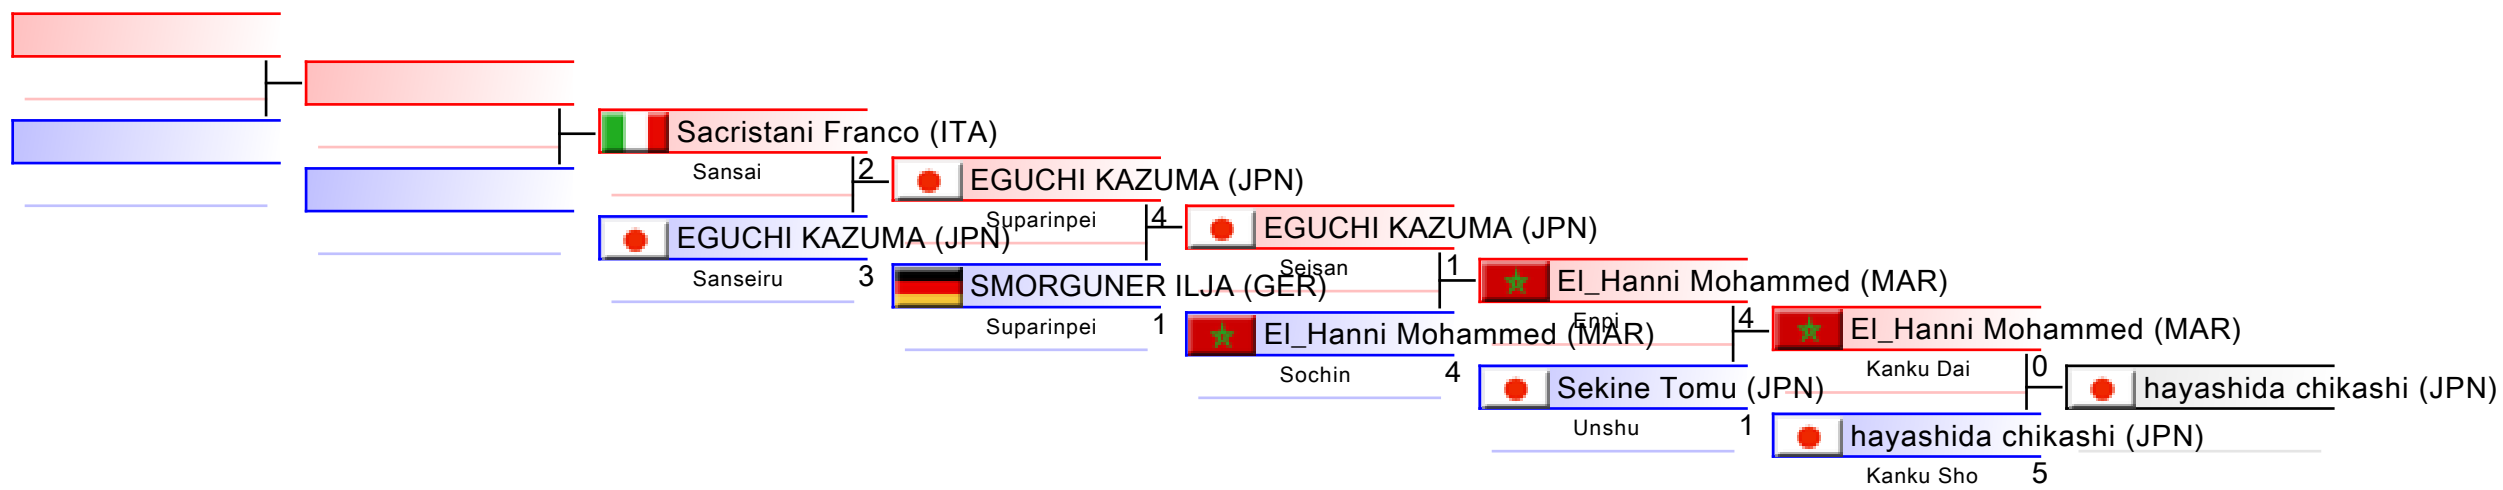 Sacristani Franco (ITA)
Sansai
2
EGUCHI KAZUMA (JPN)
Sanseiru
3
EGUCHI KAZUMA (JPN)
Suparinpei
4
SMORGUNER ILJA (GER)
Suparinpei
1
EGUCHI KAZUMA (JPN)
Seisan
1
El_Hanni Mohammed (MAR)
Sochin
4
El_Hanni Mohammed (MAR)
Enpi
4
Sekine Tomu (JPN)
Unshu
1
El_Hanni Mohammed (MAR)
Kanku Dai
0
hayashida chikashi (JPN)
Kanku Sho
5
hayashida chikashi (JPN)